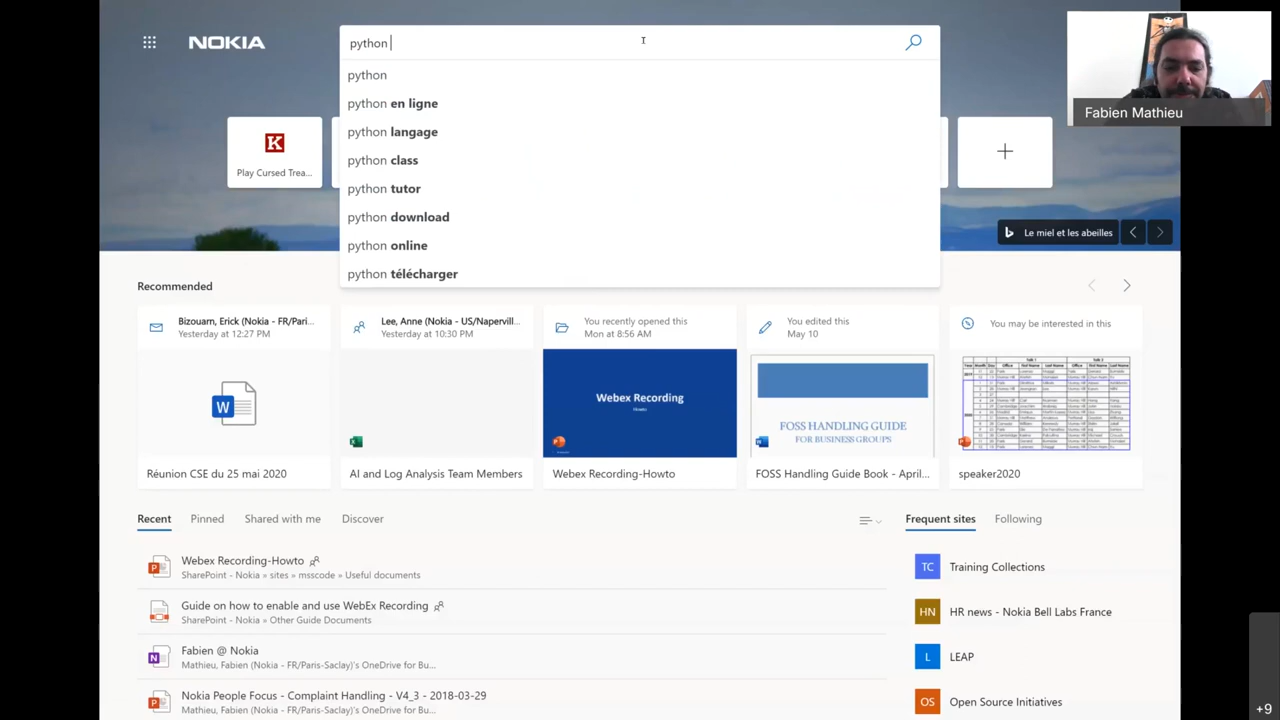 NOKIA
python
Fabien Mathieu
python
python en ligne
python langage
python class
python tutor
python download
python online
python télécharger
K
Play Cursed Trea...
Le miel et les abeilles
Recommended
Bizouarn, Erick (Nokia - FR/Pari...
Yesterday at 12:27 PM
W
Réunion CSE du 25 mai 2020
Lee, Anne (Nokia - US/Napervill...
Yesterday at 10:30 PM
AI and Log Analysis Team Members
You recently opened this
Mon at 8:56 AM
Webex Recording
Webex Recording-Howto
You edited this
May 10
FOSS HANDLING GUIDE
FOR BUSINESS GROUPS
FOSS Handling Guide Book - April...
You may be interested in this
speaker2020
Recent
Pinned
Shared with me
Discover
Webex Recording-Howto
SharePoint - Nokia » sites » msscode » Useful documents
Guide on how to enable and use WebEx Recording
SharePoint - Nokia » Other Guide Documents
Fabien @ Nokia
Mathieu, Fabien (Nokia - FR/Paris-Saclay)'s OneDrive for Bu...
Nokia People Focus - Complaint Handling - V4_3 - 2018-03-29
Mathieu, Fabien (Nokia - FR/Paris-Saclay)'s OneDrive for Bu...
Frequent sites
Following
TC
Training Collections
HN
HR news - Nokia Bell Labs France
L
LEAP
OS
Open Source Initiatives
+9